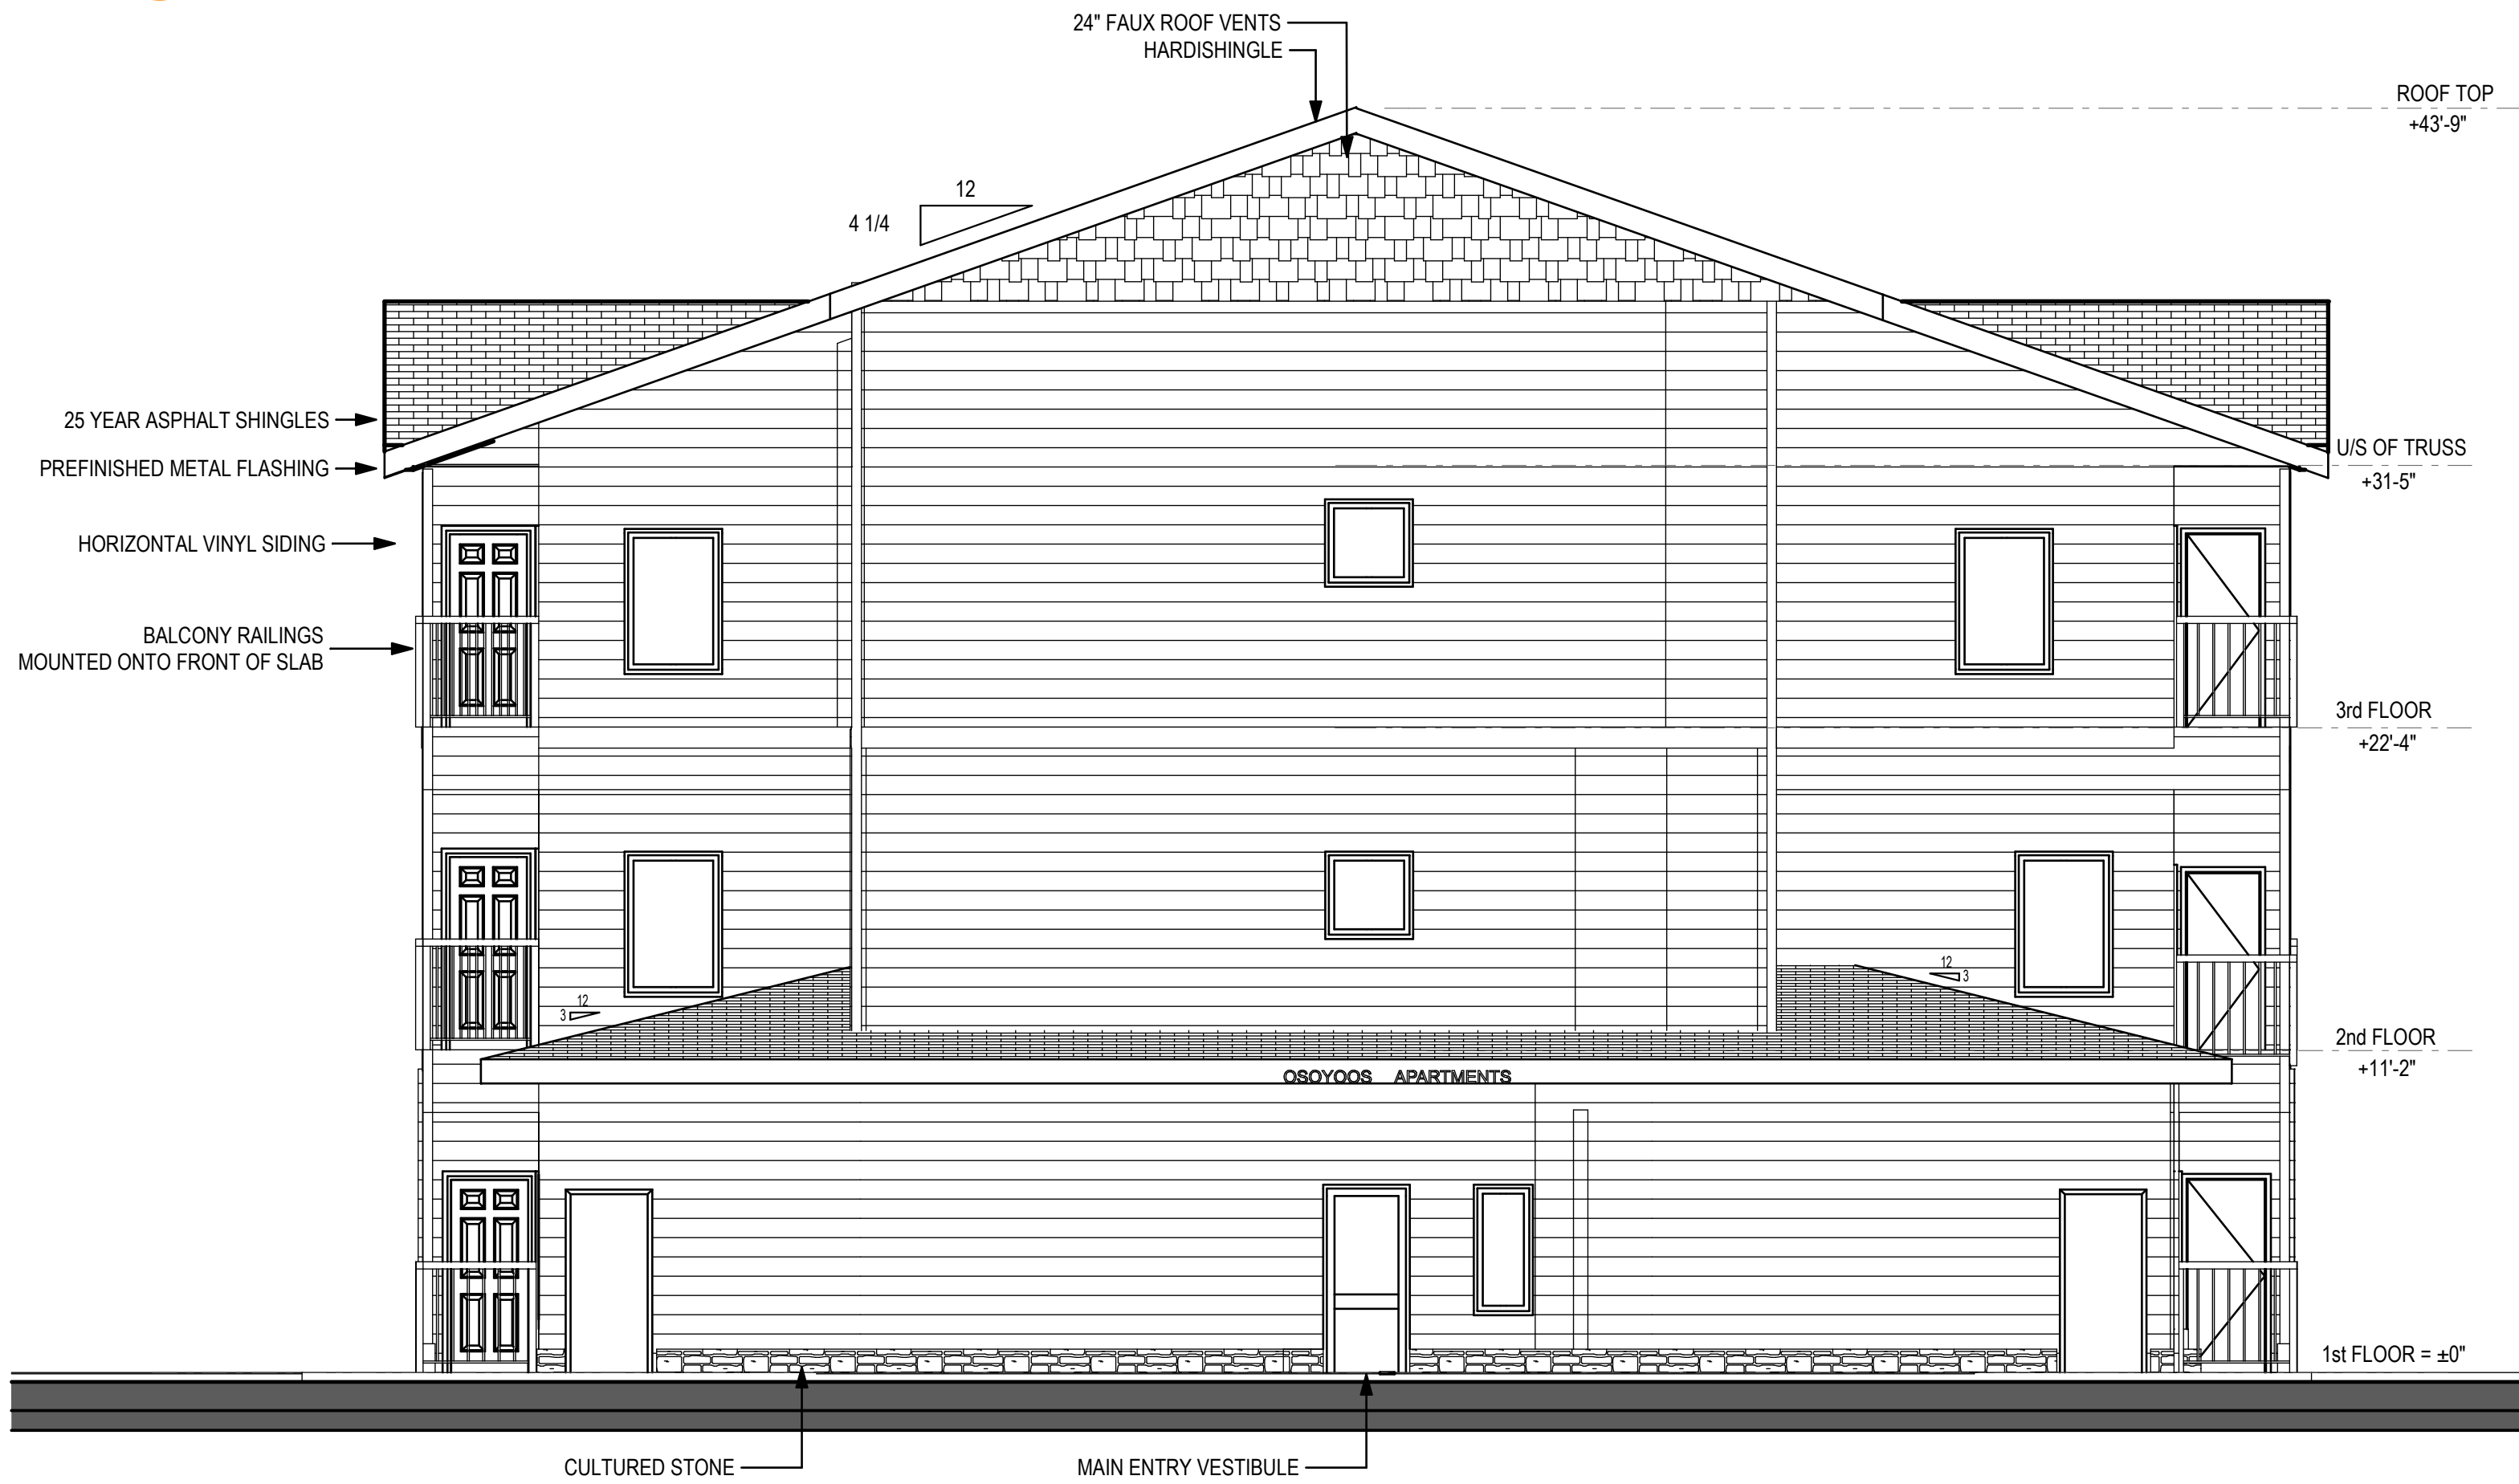 24" FAUX ROOF VENTS
HARDISHINGLE
ROOF TOP
+43'-9"
12
4 1/4
25 YEAR ASPHALT SHINGLES
PREFINISHED METAL FLASHING
U/S OF TRUSS
+31-5"
HORIZONTAL VINYL SIDING
BALCONY RAILINGS
MOUNTED ONTO FRONT OF SLAB
3rd FLOOR
+22'-4"
12
3
12
3
2nd FLOOR
+11'-2"
OSOYOOS APARTMENTS
1st FLOOR = ±0"
CULTURED STONE
MAIN ENTRY VESTIBULE